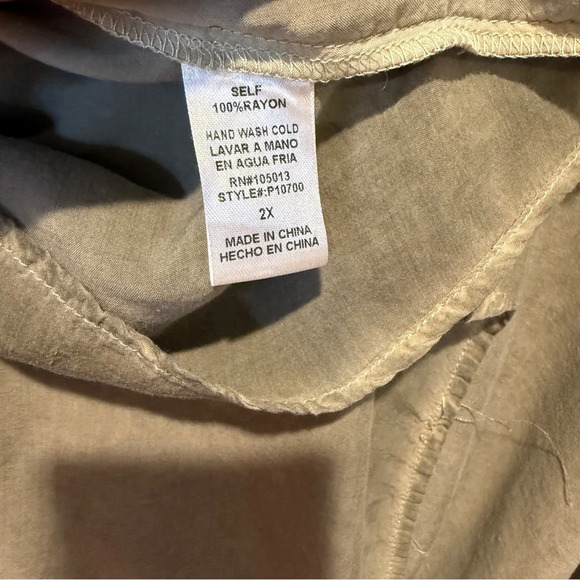 SELF
100%RAYON
HAND WASH COLD
LAVAR A MANO
EN AGUA FRIA
RN#105013
STYLE#:P10700
2X
MADE IN CHINA
HECHO EN CHINA